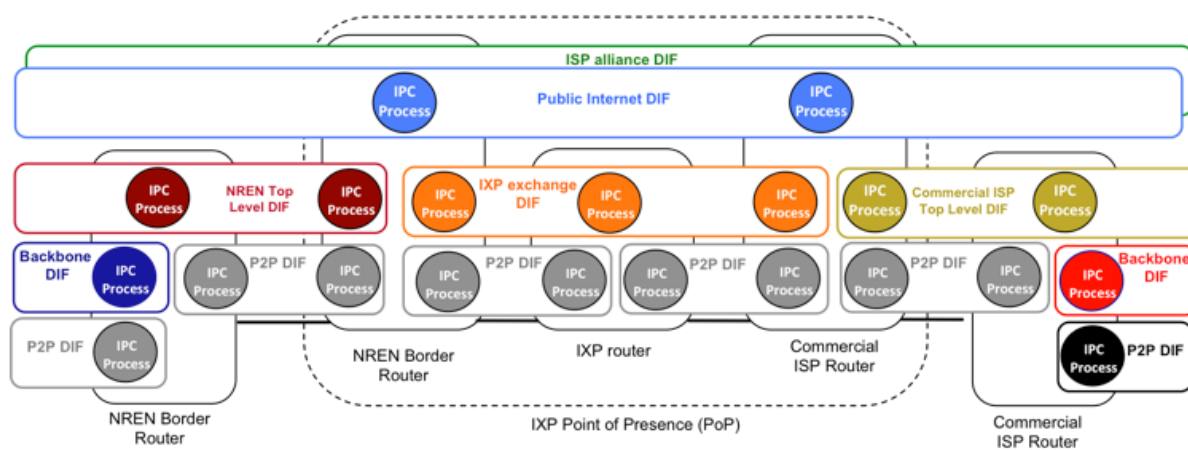 ISP alliance DIF
IPC
Process
Public Internet DIF
IPC
Process
IPC
Process
NREN Top
Level DIF
IPC
Process
IPC
Process
IXP exchange
DIF
IPC
Process
IPC
Process
IPC
Process
Commercial ISP
Top Level DIF
IPC
Process
Backbone
DIF
IPC
Process
IPC
Process
P2P DIF
IPC
Process
IPC
Process
P2P DIF
IPC
Process
IPC
Process
P2P DIF
IPC
Process
IPC
Process
P2P DIF
IPC
Process
IPC
Process
Backbone
DIF
P2P DIF
IPC
Process
NREN Border
Router
IXP router
Commercial
ISP Router
IPC
Process
P2P DIF
NREN Border
Router
IXP Point of Presence (PoP)
Commercial
ISP Router